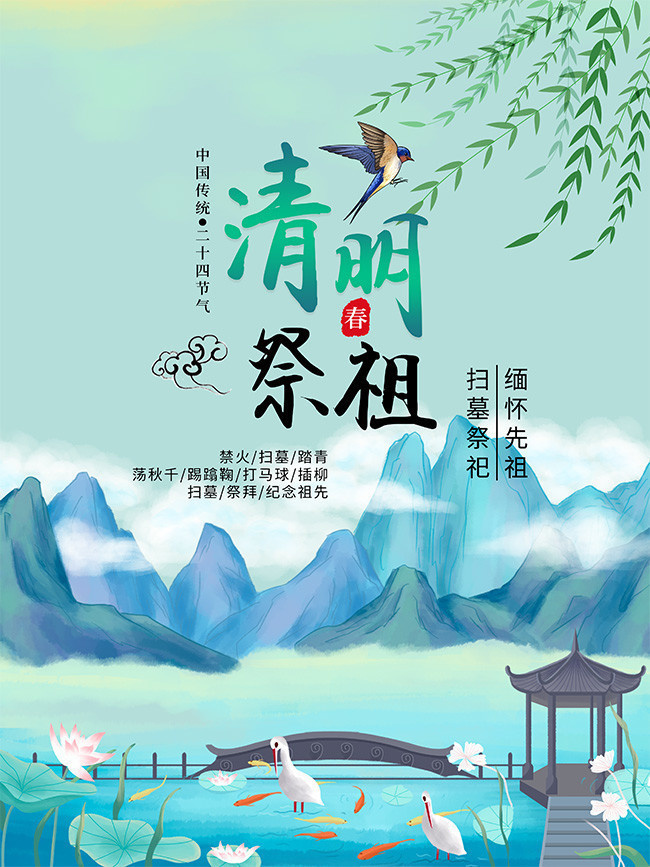 中国传统●二十四节气
清明
春
祭祖
缅怀先祖
扫墓祭祀
禁火/扫墓/踏青
荡秋千/踢蹴鞠/打马球/插柳
扫墓/祭拜/纪念祖先